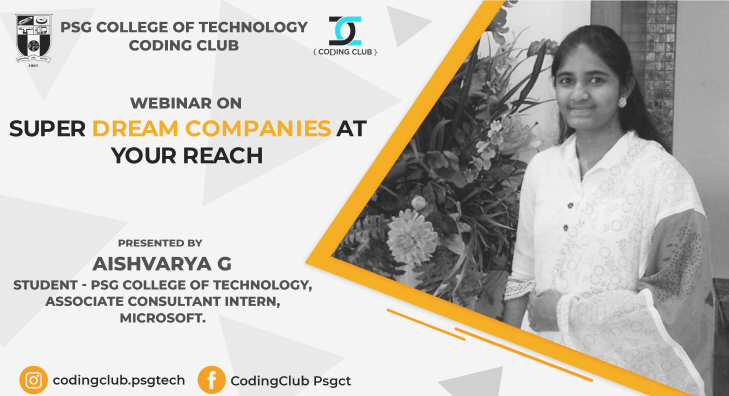 PSG COLLEGE OF TECHNOLOGY
CODING CLUB
{ CODING CLUB }
1951
WEBINAR ON
SUPER DREAM COMPANIES AT
YOUR REACH
PRESENTED BY
AISHVARYA G
STUDENT - PSG COLLEGE OF TECHNOLOGY,
ASSOCIATE CONSULTANT INTERN,
MICROSOFT.
codingclub.psgtech
CodingClub Psgct